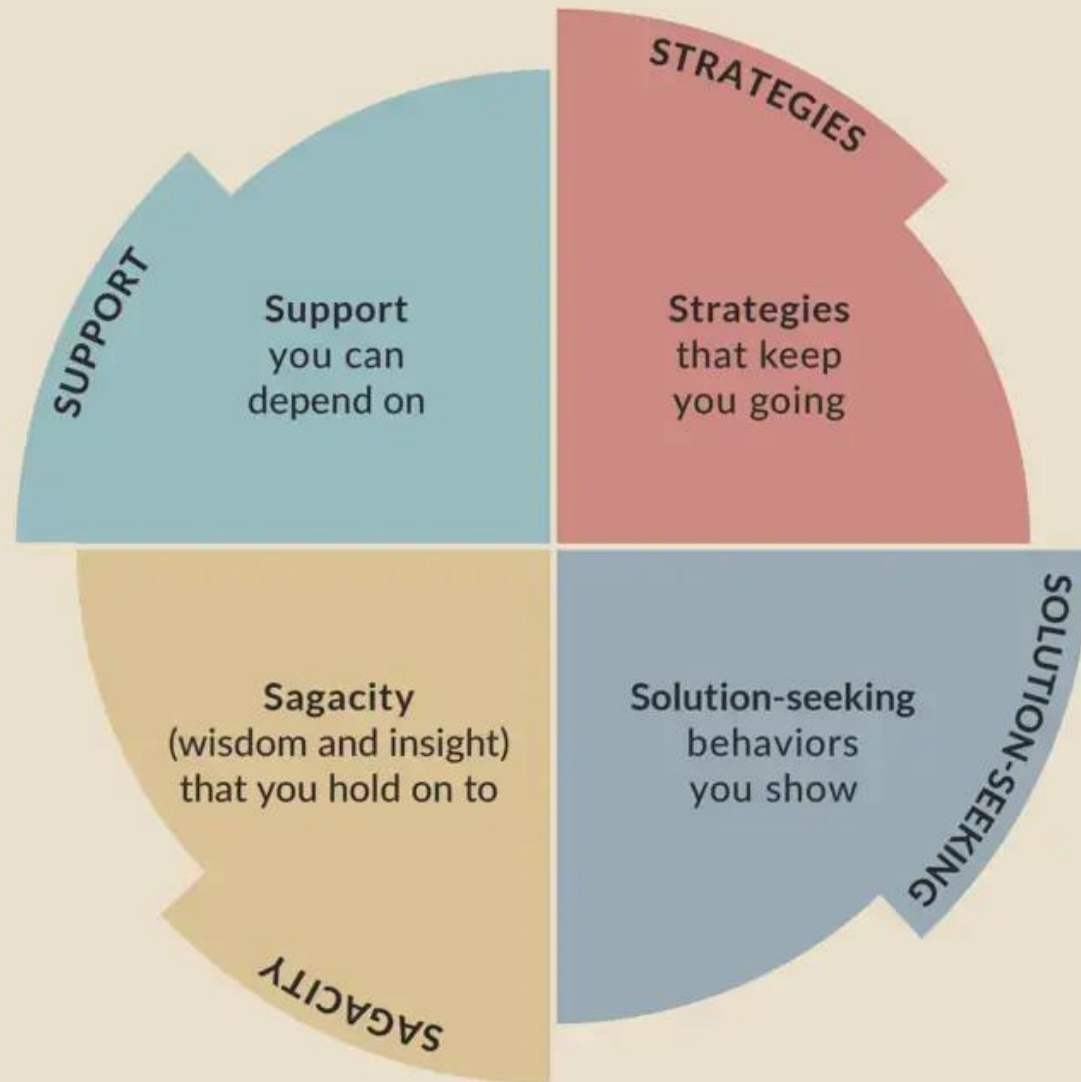 SUPPORT
Support
you can
depend on
STRATEGIES
Strategies
that keep
you going
SAGACITY
Sagacity
(wisdom and insight)
that you hold on to
SOLUTION-SEEKING
Solution-seeking
behaviors
you show